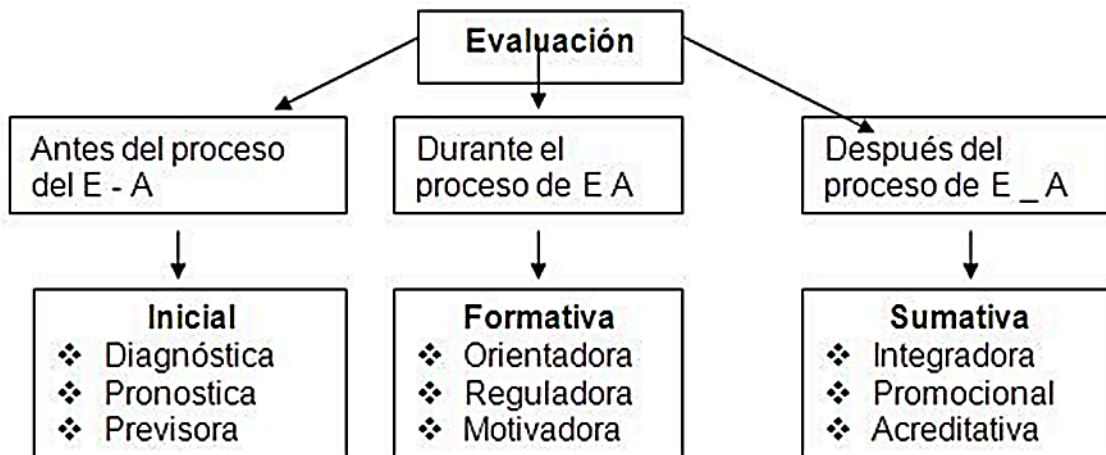 Evaluación
Antes del proceso
del E - A
Durante el
proceso de E A
Después del
proceso de E _ A
Inicial
❖ Diagnóstica
❖ Pronostica
❖ Previsora
Formativa
❖ Orientadora
❖ Reguladora
❖ Motivadora
Sumativa
❖ Integradora
❖ Promocional
❖ Acreditativa